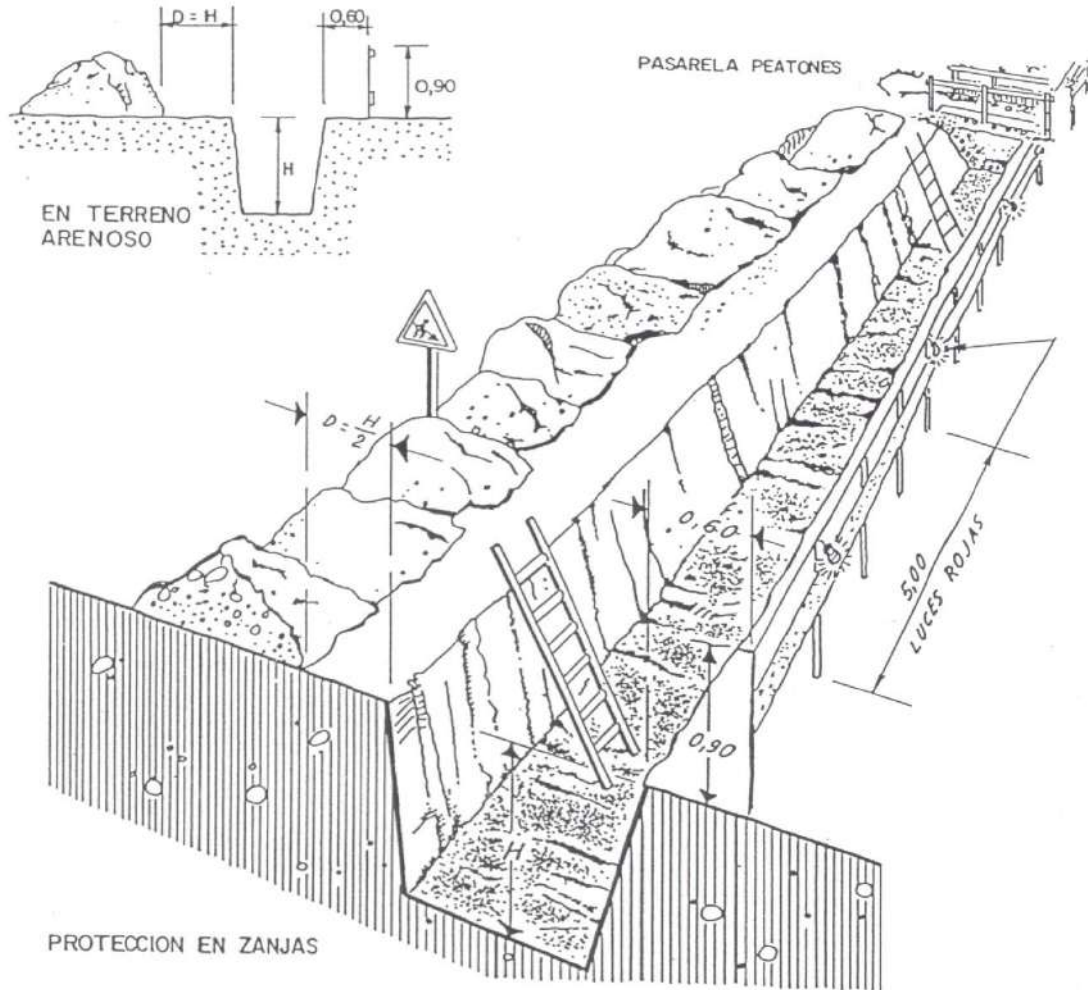 D = H
0,60
0,90
H
EN TERRENO
ARENOSO
PASARELA PEATONES
D = H/2
0,60
5,00
LUCES ROJAS
0,90
H
PROTECCION EN ZANJAS